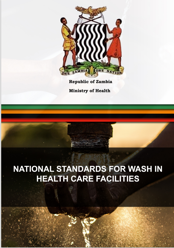 Republic of Zambia
Ministry of Health
NATIONAL STANDARDS FOR WASH IN
HEALTH CARE FACILITIES